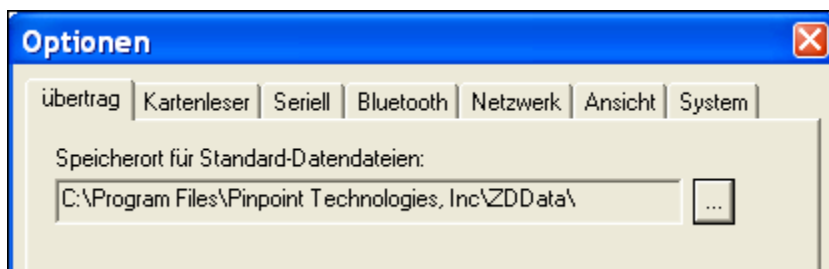 Optionen
übertrag Kartenleser Seriell Bluetooth Netzwerk Ansicht System
Speicherort für Standard-Datendateien:
C:\Program Files\Pinpoint Technologies, Inc\ZDData\ ...